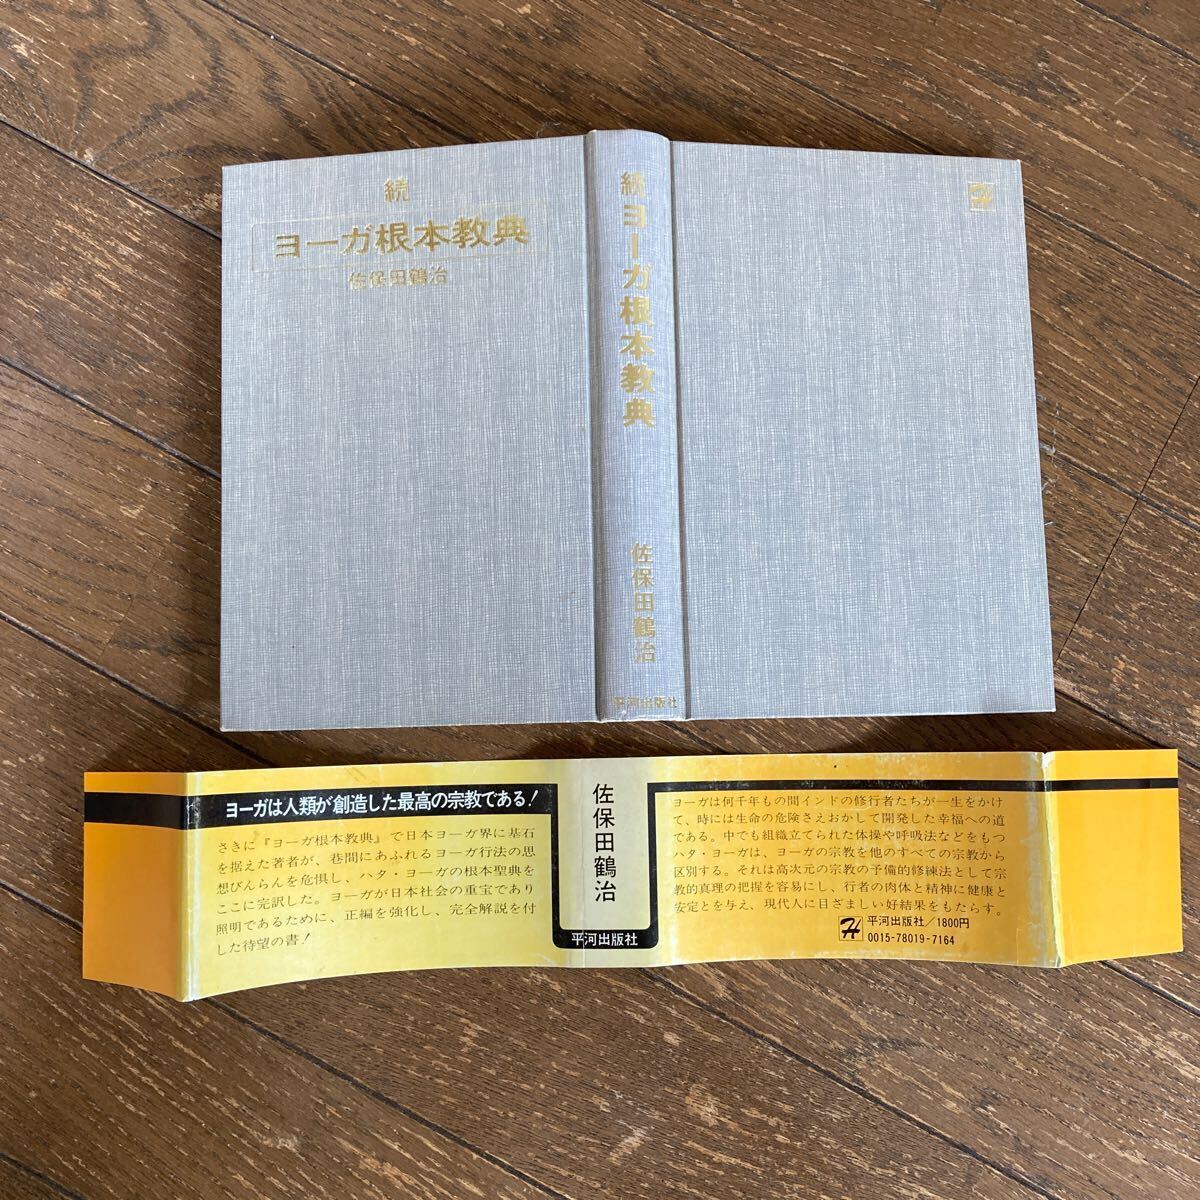 続
ヨーガ根本教典
佐保田鶴治
続ヨーガ根本教典
佐保田鶴治
平河出版社
H
ヨーガは人類が創造した最高の宗教である!
さきに『ヨーガ根本教典』で日本ヨーガ界に基石
を据えた著者が、巷間にあふれるヨーガ行法の思
想びんらんを危惧し、ハタ・ヨーガの根本聖典を
ここに完訳した。ヨーガが日本社会の重宝であり
照明であるために、正編を強化し、完全解説を付
した待望の書!
佐保田鶴治
平河出版社
ヨーガは何千年もの間インドの修行者たちが一生をかけ
て、時には生命の危険さえおかして開発した幸福への道
である。中でも組織立てられた体操や呼吸法などをもつ
ハタ・ヨーガは、ヨーガの宗教を他のすべての宗教から
区別する。それは高次元の宗教の予備的修練法として宗
教的真理の把握を容易にし、行者の肉体と精神に健康と
安定とを与え、現代人に目ざましい好結果をもたらす。
H 平河出版社/1800円
0015-78019-7164